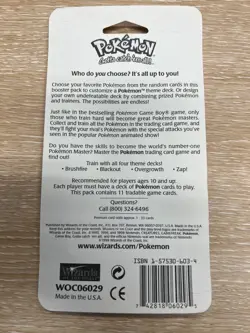 POKéMON
Gotta catch 'em all!
Who do you choose? It's all up to you!
Choose your favorite Pokémon from the random cards in this
booster pack to customize a Pokémon™ theme deck. Or design
your own undefeatable deck by combining prized Pokémon
and trainers. The possibilities are endless!
Just like in the bestselling Pokémon Game Boy® game, only
those who train hard will become great Pokémon masters.
Collect and train all the Pokémon in the trading card game, and
they'll fight your rival's Pokémon with the special attacks you've
seen in the popular Pokémon animated show!
Do you have the skills to become the world's number-one
Pokémon Master? Master the Pokémon trading card game
and find out!
Train with all four theme decks!
• Brushfire • Blackout • Overgrowth • Zap!
Recommended for players ages 10 and up.
Each player must have a deck of Pokémon cards to play.
This pack contains 11 tradable game cards.
Questions?
Call (800) 324-6496
www.wizards.com/Pokemon
Wizards
WOC06029
Made in the U.S.A.
ISBN 1-57530-603-4